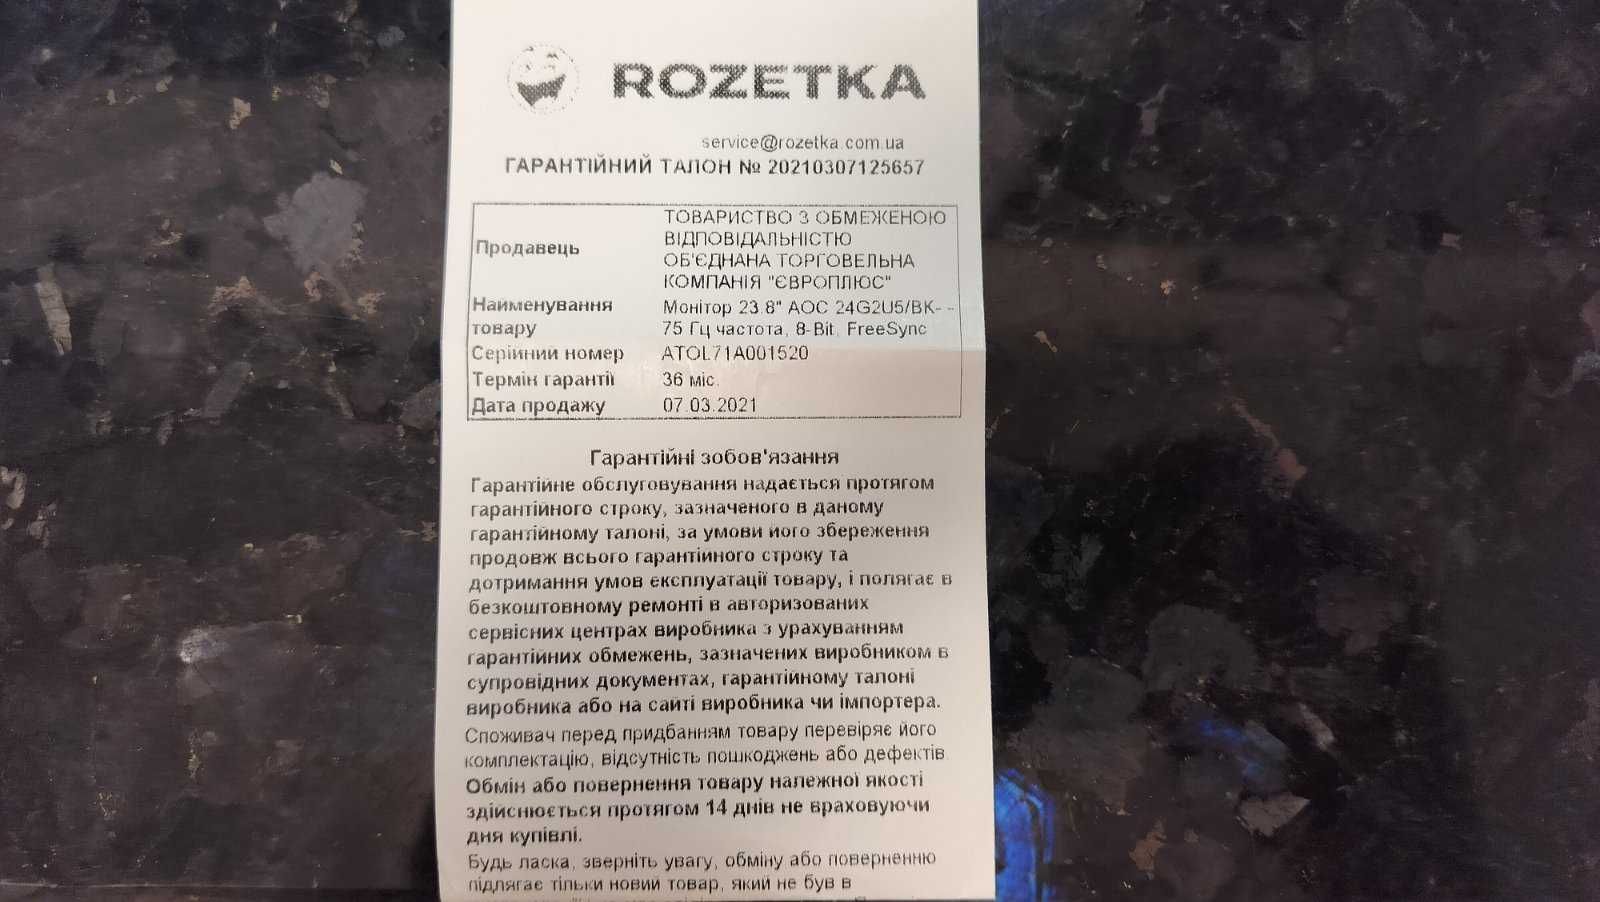 ROZETKA
service@rozetka.com.ua
ГАРАНТІЙНИЙ ТАЛОН № 20210307125657
Продавець
ТОВАРИСТВО З ОБМЕЖЕНОЮ
ВІДПОВІДАЛЬНІСТЮ
ОБ'ЄДНАНА ТОРГОВЕЛЬНА
КОМПАНІЯ "ЄВРОПЛЮС"
Найменування
товару
Монітор 23.8" AOC 24G2U5/BK- -
75 Гц частота, 8-Bit, FreeSync
Серійний номер ATOL71A001520
Термін гарантії 36 міс.
Дата продажу 07.03.2021
Гарантійні зобов'язання
Гарантійне обслуговування надається протягом
гарантійного строку, зазначеного в даному
гарантійному талоні, за умови його збереження
продовж всього гарантійного строку та
дотримання умов експлуатації товару, і полягає в
безкоштовному ремонті в авторизованих
сервісних центрах виробника з урахуванням
гарантійних обмежень, зазначених виробником в
супровідних документах, гарантійному талоні
виробника або на сайті виробника чи імпортера.
Споживач перед придбанням товару перевіряє його
комплектацію, відсутність пошкоджень або дефектів.
Обмін або повернення товару належної якості
здійснюється протягом 14 днів не враховуючи
дня купівлі.
Будь ласка, зверніть увагу, обміну або поверненню
підлягає тільки новий товар, який не був в